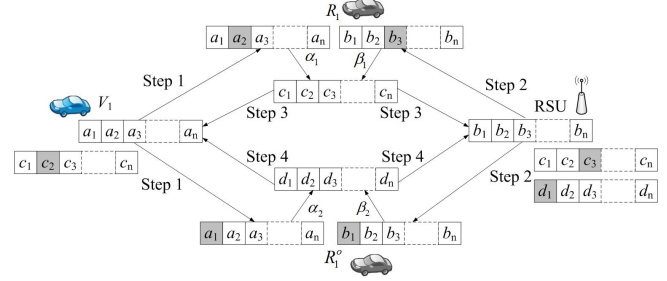 R₁
a₁ a₂ a₃ aₙ b₁ b₂ b₃ bₙ
α₁ β₁
Step 1 Step 2
c₁ c₂ c₃ cₙ
V₁ Step 3 Step 3 RSU
a₁ a₂ a₃ aₙ b₁ b₂ b₃ bₙ
c₁ c₂ c₃ cₙ Step 4 Step 4 c₁ c₂ c₃ cₙ
Step 1 d₁ d₂ d₃ dₙ Step 2 d₁ d₂ d₃ dₙ
α₂ β₂
a₁ a₂ a₃ aₙ b₁ b₂ b₃ bₙ
R₁ᵒ